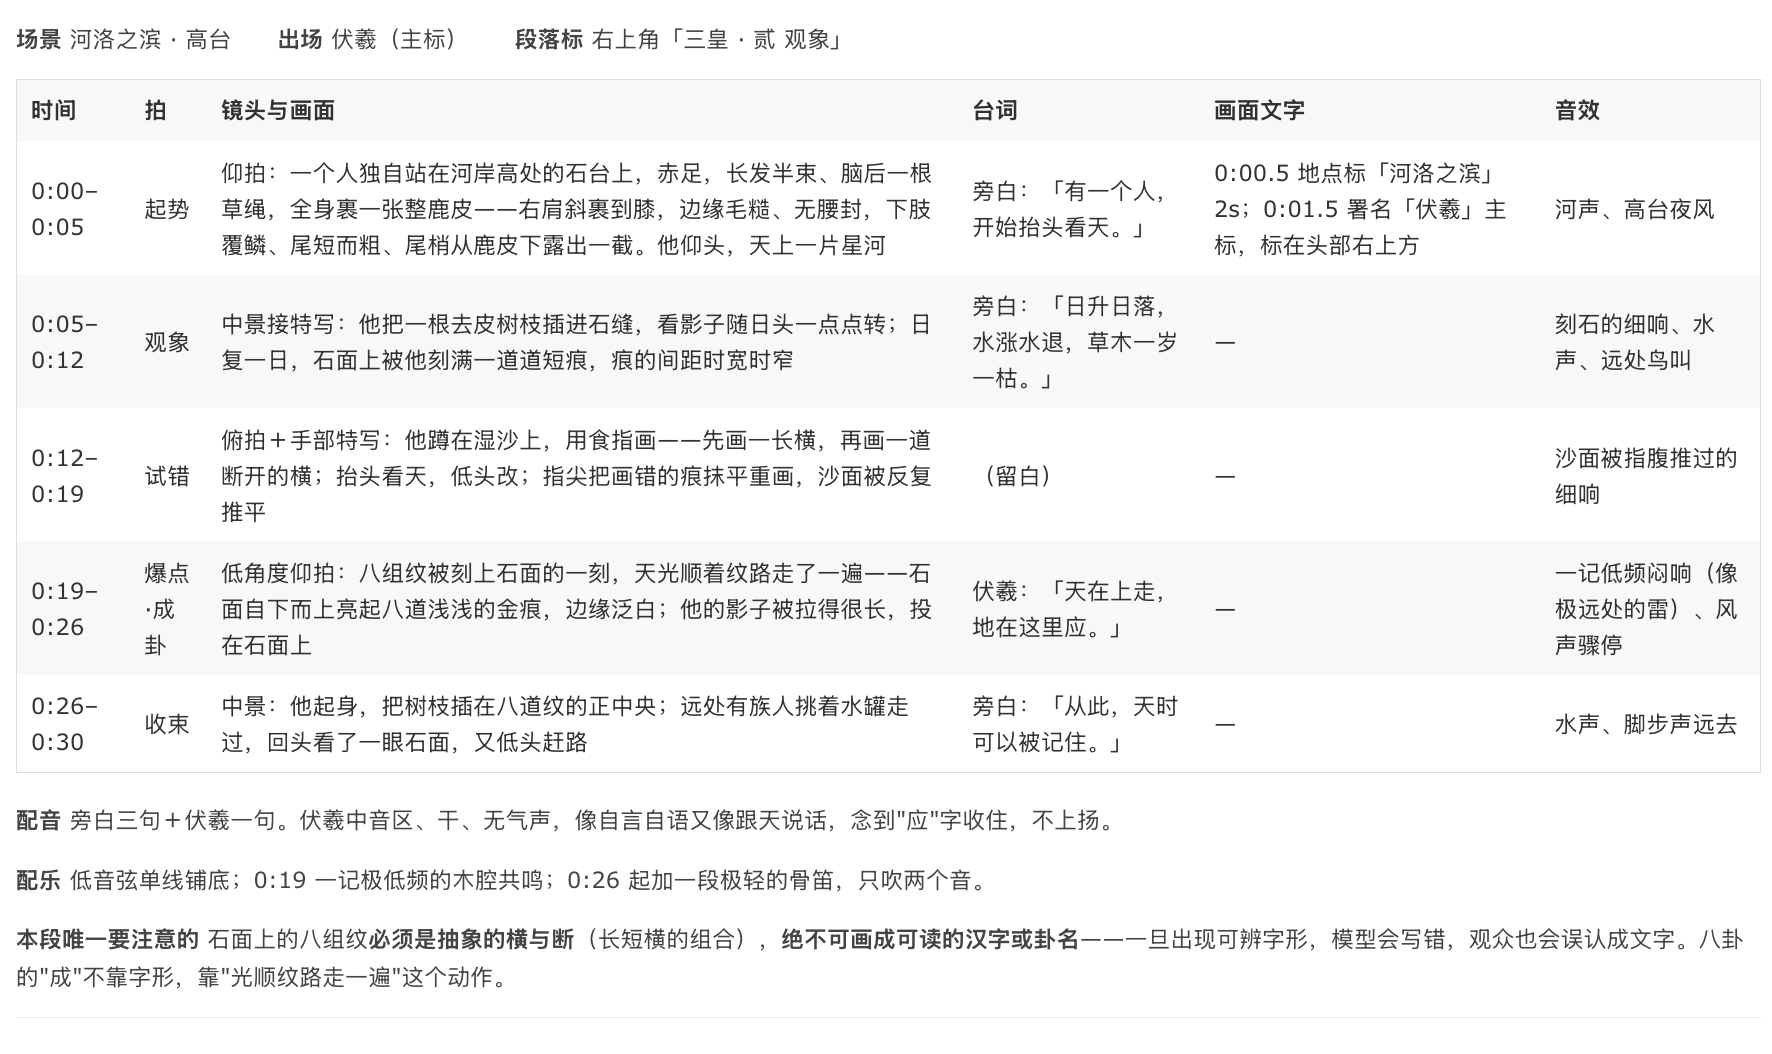 场景 河洛之滨 · 高台 出场 伏羲（主标） 段落标 右上角「三皇 · 贰 观象」
时间 拍 镜头与画面 台词 画面文字 音效
0:00–
0:05
起势
仰拍：一个人独自站在河岸高处的石台上，赤足，长发半束、脑后一根
草绳，全身裹一张整鹿皮——右肩斜裹到膝，边缘毛糙、无腰封，下肢
覆鳞、尾短而粗、尾梢从鹿皮下露出一截。他仰头，天上一片星河
旁白：「有一个人，
开始抬头看天。」
0:00.5 地点标「河洛之滨」
2s；0:01.5 署名「伏羲」主
标，标在头部右上方
河声、高台夜风
0:05–
0:12
观象
中景接特写：他把一根去皮树枝插进石缝，看影子随日头一点点转；日
复一日，石面上被他刻满一道道短痕，痕的间距时宽时窄
旁白：「日升日落，
水涨水退，草木一岁
一枯。」
—
刻石的细响、水
声、远处鸟叫
0:12–
0:19
试错
俯拍＋手部特写：他蹲在湿沙上，用食指画——先画一长横，再画一道
断开的横；抬头看天，低头改；指尖把画错的痕抹平重画，沙面被反复
推平
（留白）
—
沙面被指腹推过的
细响
0:19–
0:26
爆点
·成
卦
低角度仰拍：八组纹被刻上石面的一刻，天光顺着纹路走了一遍——石
面自下而上亮起八道浅浅的金痕，边缘泛白；他的影子被拉得很长，投
在石面上
伏羲：「天在上走，
地在这里应。」
—
一记低频闷响（像
极远处的雷）、风
声骤停
0:26–
0:30
收束
中景：他起身，把树枝插在八道纹的正中央；远处有族人挑着水罐走
过，回头看了一眼石面，又低头赶路
旁白：「从此，天时
可以被记住。」
—
水声、脚步声远去
配音 旁白三句＋伏羲一句。伏羲中音区、干、无气声，像自言自语又像跟天说话，念到"应"字收住，不上扬。
配乐 低音弦单线铺底；0:19 一记极低频的木腔共鸣；0:26 起加一段极轻的骨笛，只吹两个音。
本段唯一要注意的 石面上的八组纹必须是抽象的横与断（长短横的组合），绝不可画成可读的汉字或卦名——一旦出现可辨字形，模型会写错，观众也会误认成文字。八卦
的"成"不靠字形，靠"光顺纹路走一遍"这个动作。